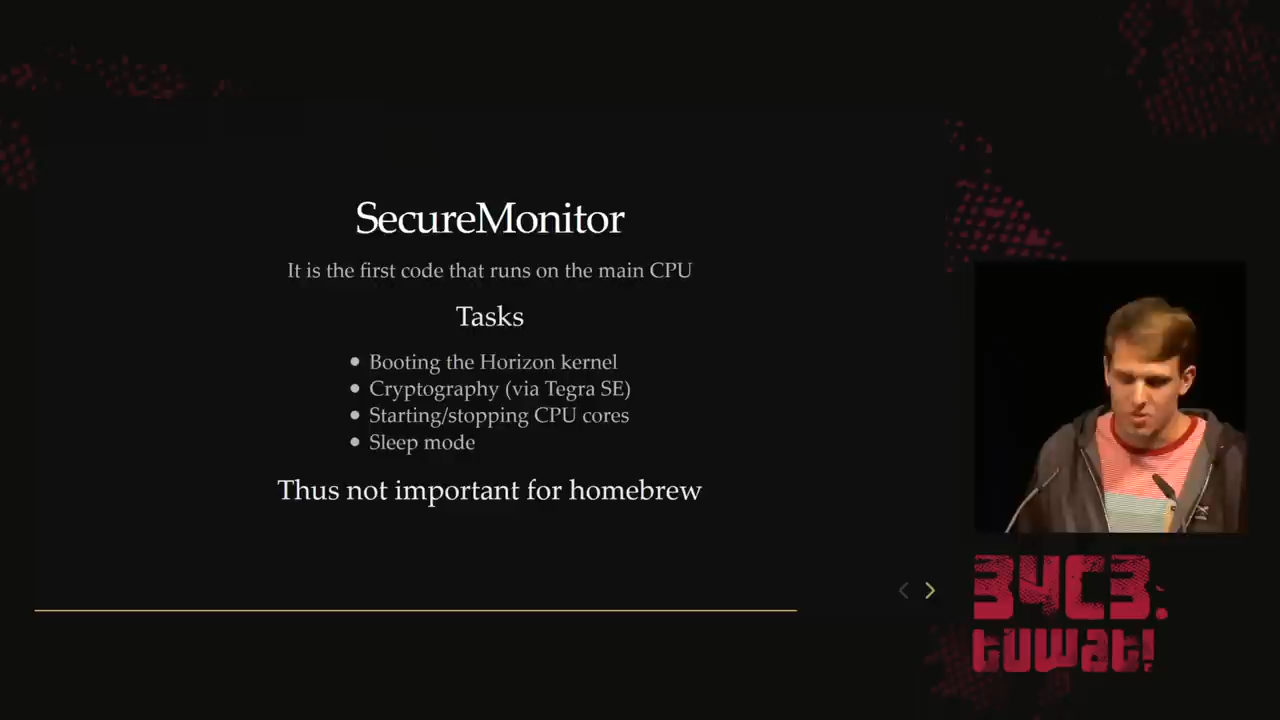 SecureMonitor
It is the first code that runs on the main CPU
Tasks
Booting the Horizon kernel
Cryptography (via Tegra SE)
Starting/stopping CPU cores
Sleep mode
Thus not important for homebrew
34C3.
tuwat!